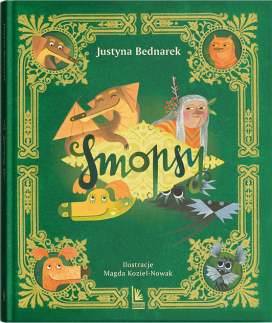 Justyna Bednarek
Smopsy
Ilustracje
Magda Kozieł-Nowak